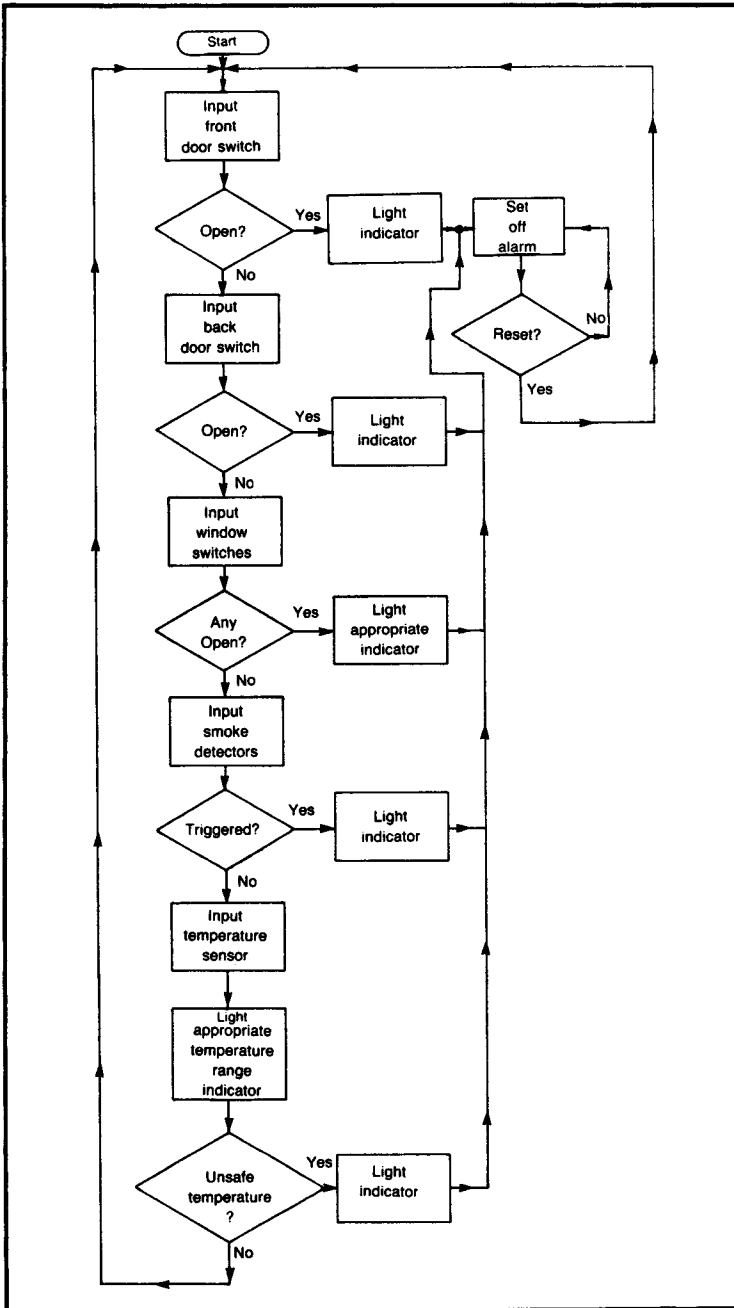 Start
Input
front
door switch
Open?
Yes
Light
indicator
Set
off
alarm
No
Reset?
No
Yes
Input
back
door switch
Open?
Yes
Light
indicator
No
Input
window
switches
Any
Open?
Yes
Light
appropriate
indicator
No
Input
smoke
detectors
Triggered?
Yes
Light
indicator
No
Input
temperature
sensor
Light
appropriate
temperature
range
indicator
Unsafe
temperature
?
Yes
Light
indicator
No